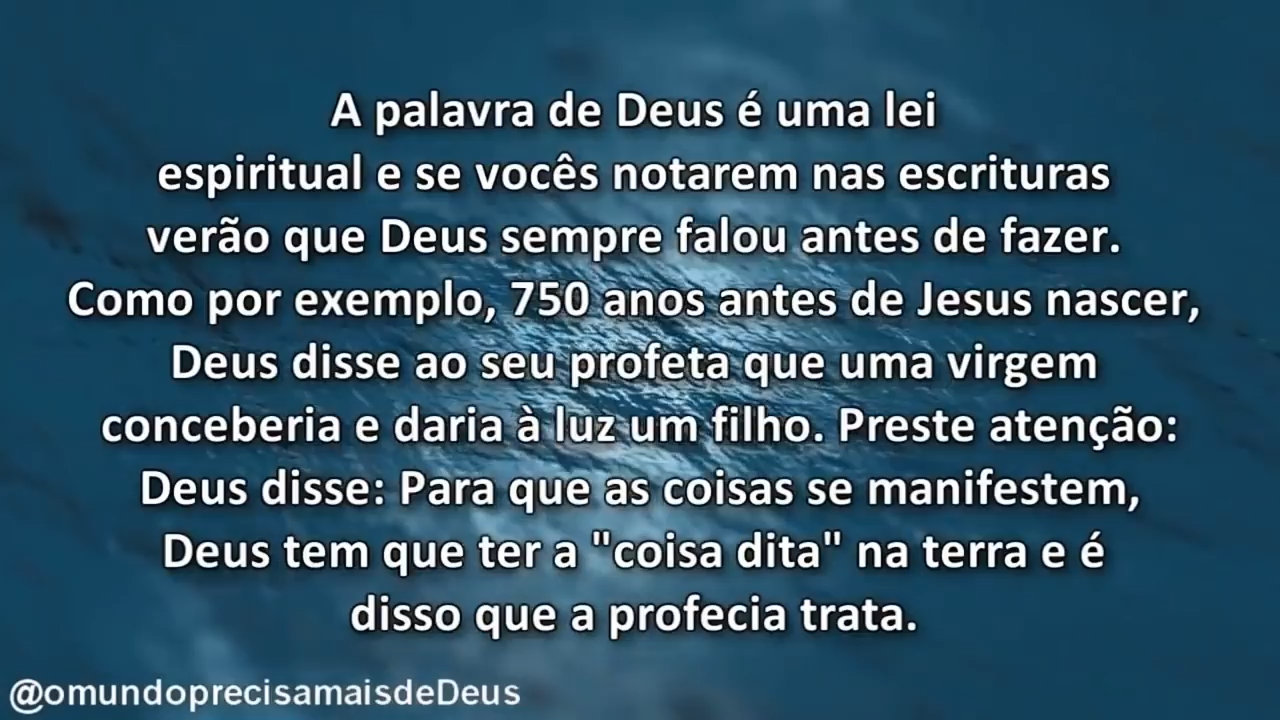 A palavra de Deus é uma lei
espiritual e se vocês notarem nas escrituras
verão que Deus sempre falou antes de fazer.
Como por exemplo, 750 anos antes de Jesus nascer,
Deus disse ao seu profeta que uma virgem
conceberia e daria à luz um filho. Preste atenção:
Deus disse: Para que as coisas se manifestem,
Deus tem que ter a "coisa dita" na terra e é
disso que a profecia trata.
@omundoprecisamaisdeDeus